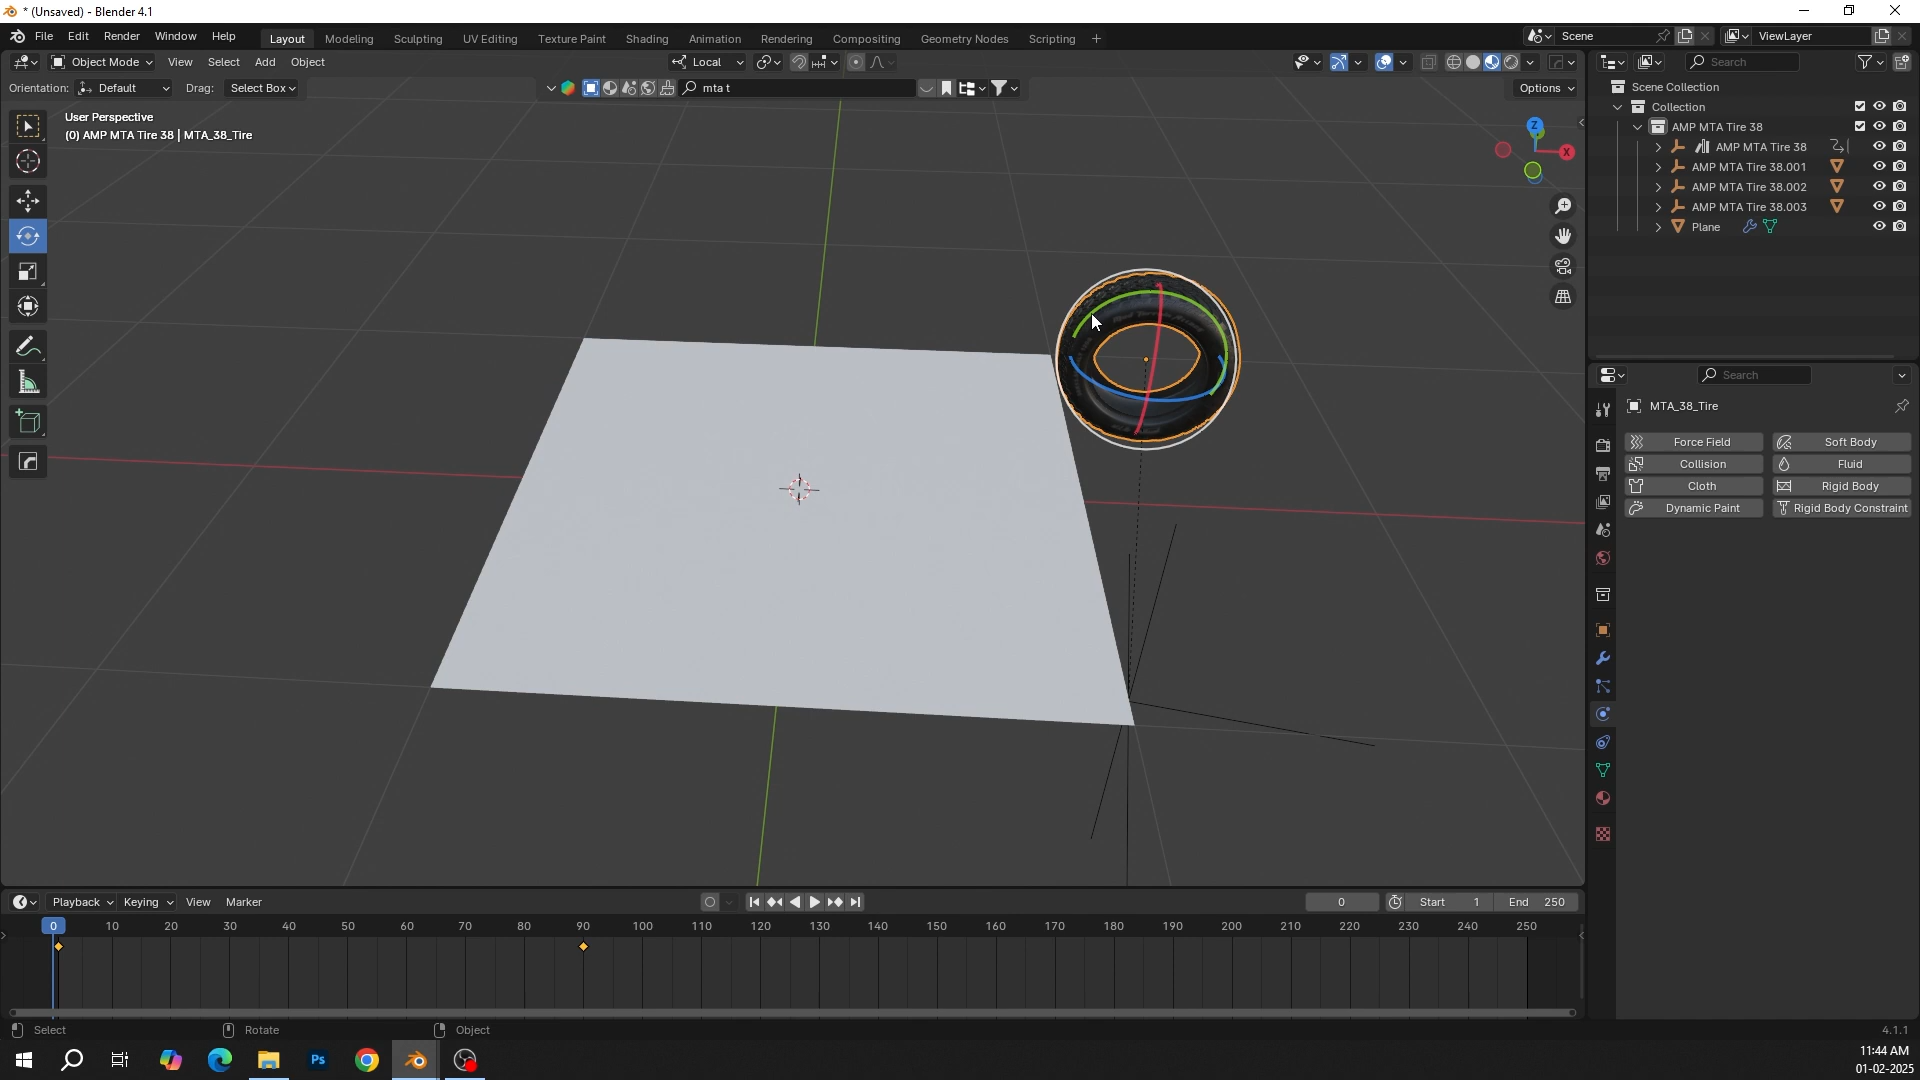 * (Unsaved) - Blender 4.1
File Edit Render Window Help
Layout Modeling Sculpting UV Editing Texture Paint Shading Animation Rendering Compositing Geometry Nodes Scripting +
Scene
ViewLayer
Object Mode View Select Add Object
Local
Search
Orientation: Default Drag: Select Box
mta t
Options
User Perspective
(0) AMP MTA Tire 38 | MTA_38_Tire
Z
X
Scene Collection
Collection
AMP MTA Tire 38
AMP MTA Tire 38
AMP MTA Tire 38.001
AMP MTA Tire 38.002
AMP MTA Tire 38.003
Plane
Search
MTA_38_Tire
Force Field Soft Body
Collision Fluid
Cloth Rigid Body
Dynamic Paint Rigid Body Constraint
Playback Keying View Marker
0 Start 1 End 250
0 10 20 30 40 50 60 70 80 90 100 110 120 130 140 150 160 170 180 190 200 210 220 230 240 250
Select Rotate Object
4.1.1
Ps
11:44 AM
01-02-2025